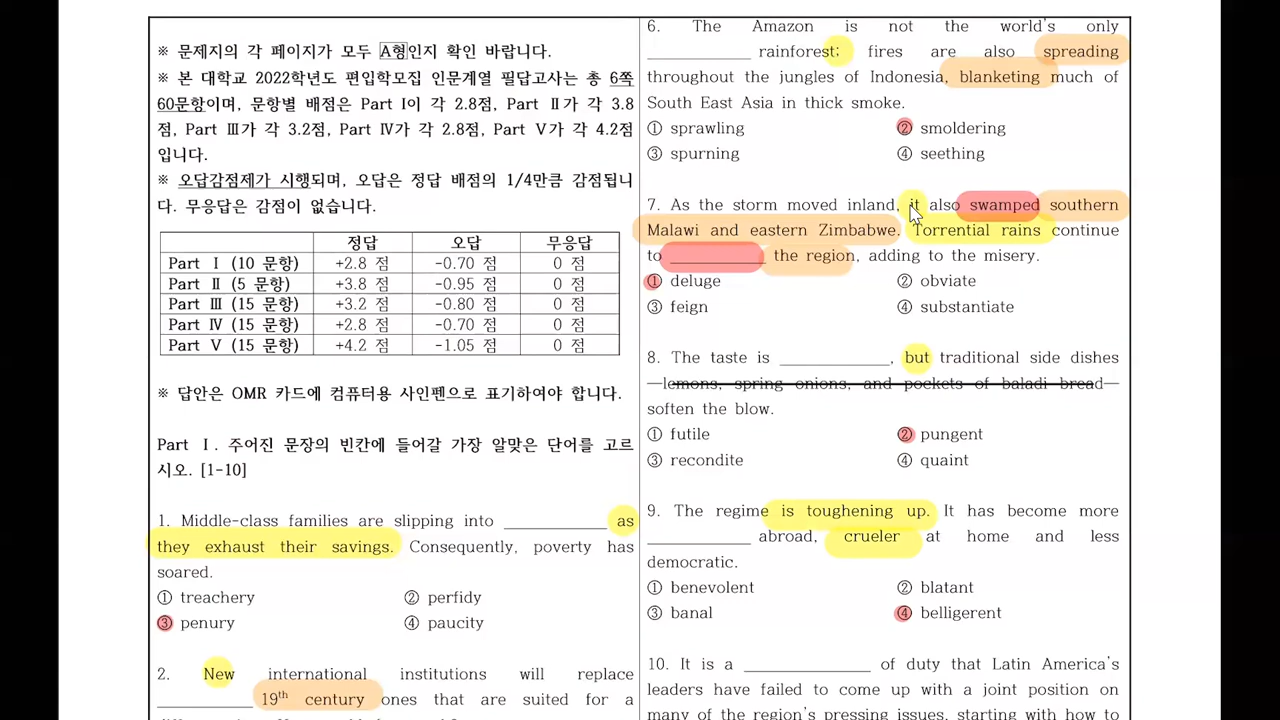 ※ 문제지의 각 페이지가 모두 A형인지 확인 바랍니다.
※ 본 대학교 2022학년도 편입학모집 인문계열 필답고사는 총 6쪽
60문항이며, 문항별 배점은 Part Ⅰ이 각 2.8점, Part Ⅱ가 각 3.8
점, Part Ⅲ가 각 3.2점, Part Ⅳ가 각 2.8점, Part Ⅴ가 각 4.2점
입니다.
※ 오답감점제가 시행되며, 오답은 정답 배점의 1/4만큼 감점됩니
다. 무응답은 감점이 없습니다.
정답 오답 무응답
Part Ⅰ (10 문항) +2.8 점 -0.70 점 0 점
Part Ⅱ (5 문항) +3.8 점 -0.95 점 0 점
Part Ⅲ (15 문항) +3.2 점 -0.80 점 0 점
Part Ⅳ (15 문항) +2.8 점 -0.70 점 0 점
Part Ⅴ (15 문항) +4.2 점 -1.05 점 0 점
※ 답안은 OMR 카드에 컴퓨터용 사인펜으로 표기하여야 합니다.
Part Ⅰ. 주어진 문장의 빈칸에 들어갈 가장 알맞은 단어를 고르
시오. [1-10]
1. Middle-class families are slipping into ___________ as
they exhaust their savings. Consequently, poverty has
soared.
① treachery ② perfidy
③ penury ④ paucity
2. New international institutions will replace
__________ 19th century ones that are suited for a
6. The Amazon is not the world's only
___________ rainforest; fires are also spreading
throughout the jungles of Indonesia, blanketing much of
South East Asia in thick smoke.
① sprawling ② smoldering
③ spurning ④ seething
7. As the storm moved inland, it also swamped southern
Malawi and eastern Zimbabwe. Torrential rains continue
to ___________ the region, adding to the misery.
① deluge ② obviate
③ feign ④ substantiate
8. The taste is ____________, but traditional side dishes
—lemons, spring onions, and pockets of baladi bread—
soften the blow.
① futile ② pungent
③ recondite ④ quaint
9. The regime is toughening up. It has become more
___________ abroad, crueler at home and less
democratic.
① benevolent ② blatant
③ banal ④ belligerent
10. It is a ______________ of duty that Latin America's
leaders have failed to come up with a joint position on
many of the region's pressing issues, starting with how to